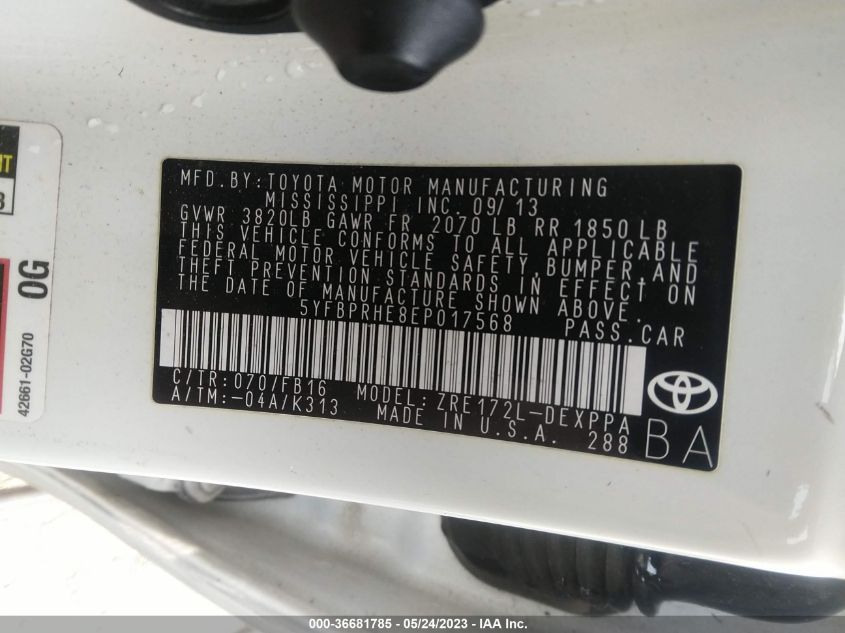 NT
3
0G
42661-02G70
MFD.BY:TOYOTA MOTOR MANUFACTURING
MISSISSIPPI INC. 09/13
GVWR 3820LB GAWR FR 2070 LB RR 1850 LB
THIS VEHICLE CONFORMS TO ALL APPLICABLE
FEDERAL MOTOR VEHICLE SAFETY,BUMPER,AND
THEFT PREVENTION STANDARDS IN EFFECT ON
THE DATE OF MANUFACTURE SHOWN ABOVE.
5YFBPRHE8EP017568 PASS.CAR
C/TR:070/FB16 MODEL:ZRE172L-DEXPPA
A/TM:-04A/K313 MADE IN U.S.A. 288
BA
000-36681785 - 05/24/2023 - IAA Inc.